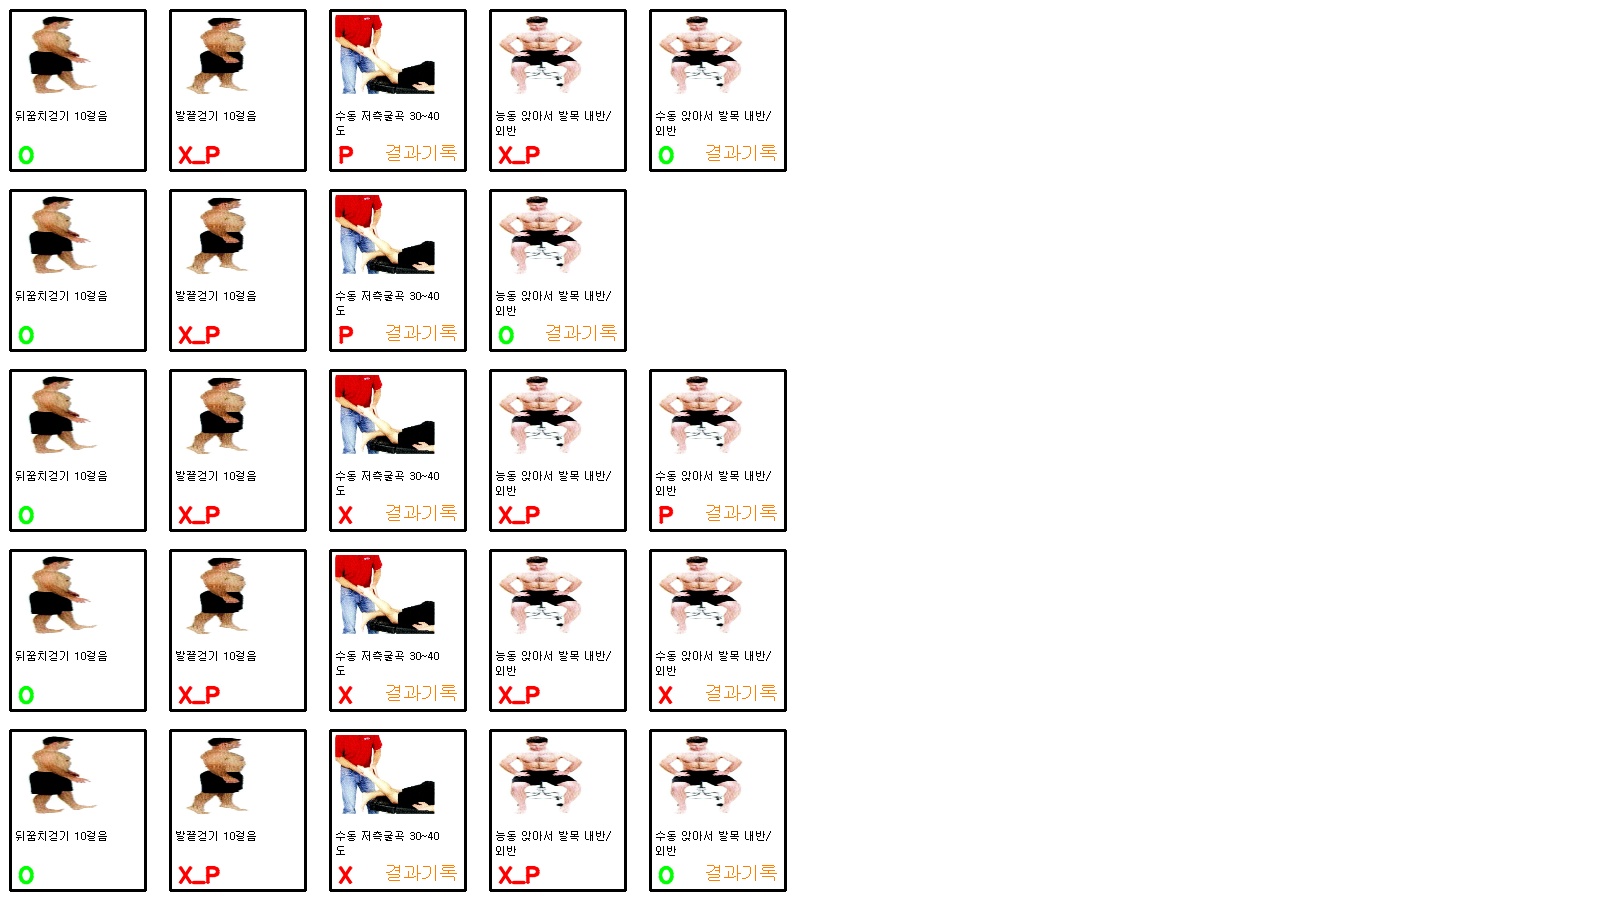 뒤꿈치걷기 10걸음
O
발끝걷기 10걸음
X_P
수동 저측굴곡 30~40
도
P 결과기록
능동 앉아서 발목 내반/
외반
X_P
수동 앉아서 발목 내반/
외반
O 결과기록
뒤꿈치걷기 10걸음
O
발끝걷기 10걸음
X_P
수동 저측굴곡 30~40
도
P 결과기록
능동 앉아서 발목 내반/
외반
O 결과기록
뒤꿈치걷기 10걸음
O
발끝걷기 10걸음
X_P
수동 저측굴곡 30~40
도
X 결과기록
능동 앉아서 발목 내반/
외반
X_P
수동 앉아서 발목 내반/
외반
P 결과기록
뒤꿈치걷기 10걸음
O
발끝걷기 10걸음
X_P
수동 저측굴곡 30~40
도
X 결과기록
능동 앉아서 발목 내반/
외반
X_P
수동 앉아서 발목 내반/
외반
X 결과기록
뒤꿈치걷기 10걸음
O
발끝걷기 10걸음
X_P
수동 저측굴곡 30~40
도
X 결과기록
능동 앉아서 발목 내반/
외반
X_P
수동 앉아서 발목 내반/
외반
O 결과기록